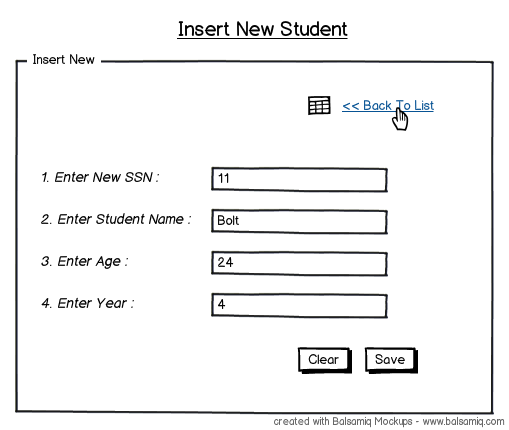 Insert New Student
Insert New
<< Back To List
1. Enter New SSN : 11
2. Enter Student Name : Bolt
3. Enter Age : 24
4. Enter Year : 4
Clear Save
created with Balsamiq Mockups - www.balsamiq.com